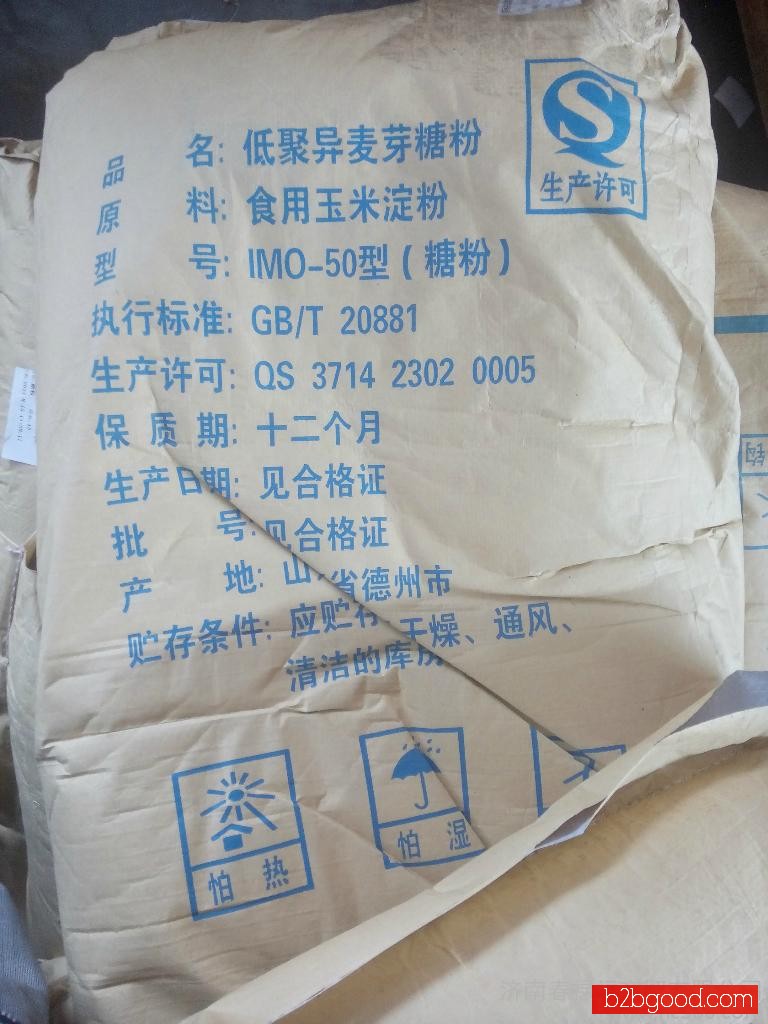 生产许可
品 名: 低聚异麦芽糖粉
原 料: 食用玉米淀粉
型 号: IMO-50型(糖粉)
执行标准: GB/T 20881
生产许可: QS 3714 2302 0005
保质期: 十二个月
生产日期: 见合格证
批 号: 见合格证
产 地: 山 省德州市
贮存条件: 应贮存 干燥、通风、
清洁的库房
怕热
怕湿
钩
b2bgood.com